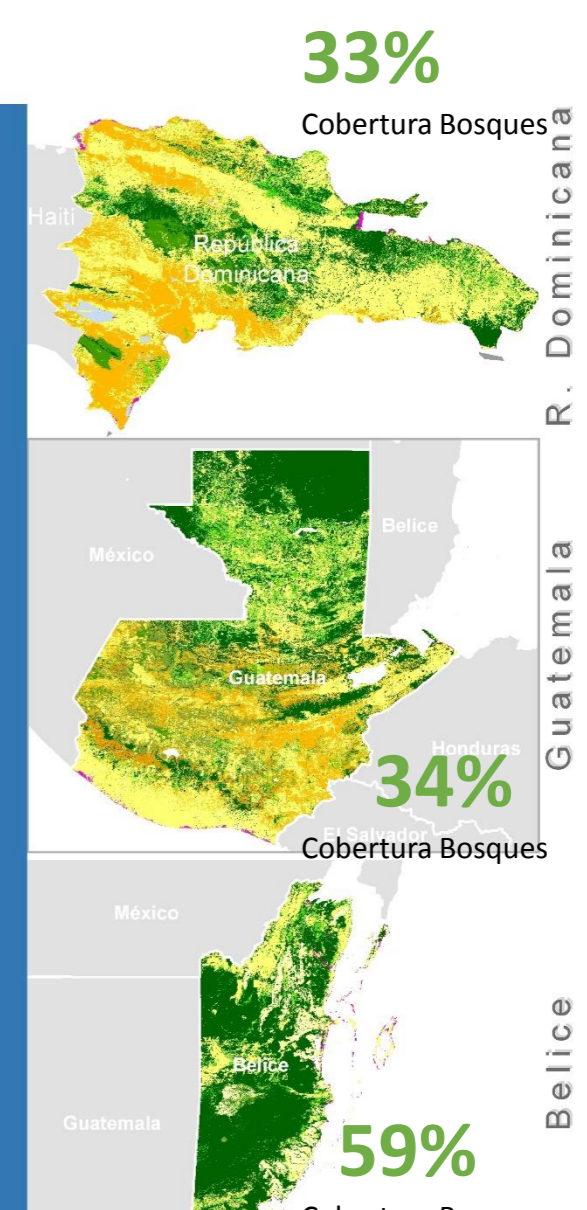 33%
Cobertura Bosques
R. Dominicana
Haití
República
Dominicana
Guatemala
México
Belice
Guatemala
Honduras
34%
El Salvador
Cobertura Bosques
Belice
México
Belice
Guatemala
59%